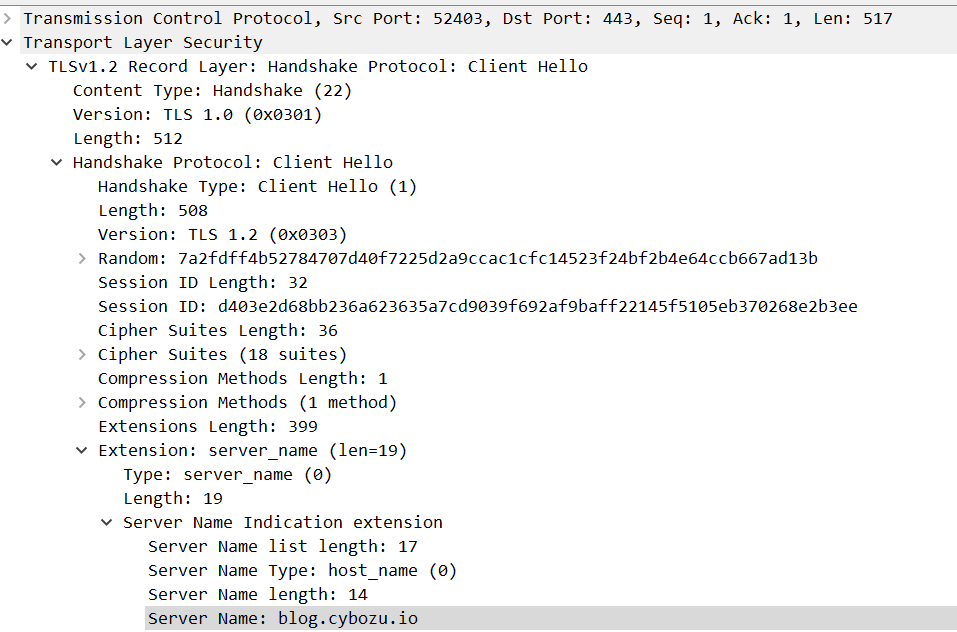 Transmission Control Protocol, Src Port: 52403, Dst Port: 443, Seq: 1, Ack: 1, Len: 517
Transport Layer Security
TLSv1.2 Record Layer: Handshake Protocol: Client Hello
Content Type: Handshake (22)
Version: TLS 1.0 (0x0301)
Length: 512
Handshake Protocol: Client Hello
Handshake Type: Client Hello (1)
Length: 508
Version: TLS 1.2 (0x0303)
Random: 7a2fdff4b52784707d40f7225d2a9ccac1cfc14523f24bf2b4e64ccb667ad13b
Session ID Length: 32
Session ID: d403e2d68bb236a623635a7cd9039f692af9baff22145f5105eb370268e2b3ee
Cipher Suites Length: 36
Cipher Suites (18 suites)
Compression Methods Length: 1
Compression Methods (1 method)
Extensions Length: 399
Extension: server_name (len=19)
Type: server_name (0)
Length: 19
Server Name Indication extension
Server Name list length: 17
Server Name Type: host_name (0)
Server Name length: 14
Server Name: blog.cybozu.io